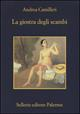 Andrea Camilleri
La giostra degli scambi
Sellerio editore Palermo